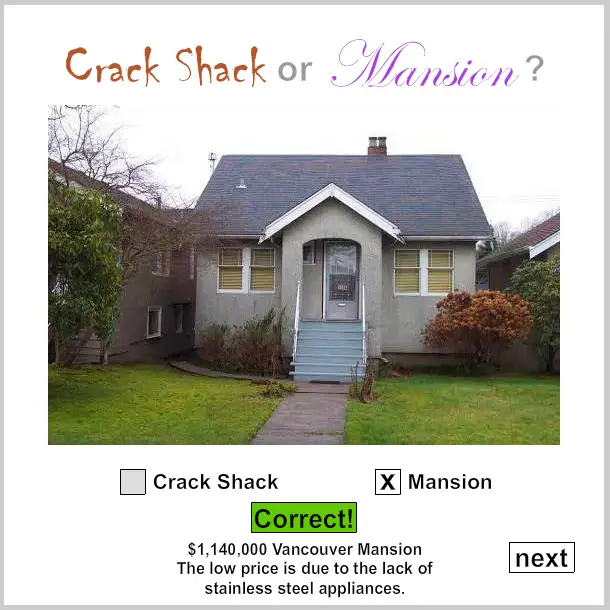 Crack Shack or Mansion?
Crack Shack
X Mansion
Correct!
$1,140,000 Vancouver Mansion
The low price is due to the lack of
stainless steel appliances.
next